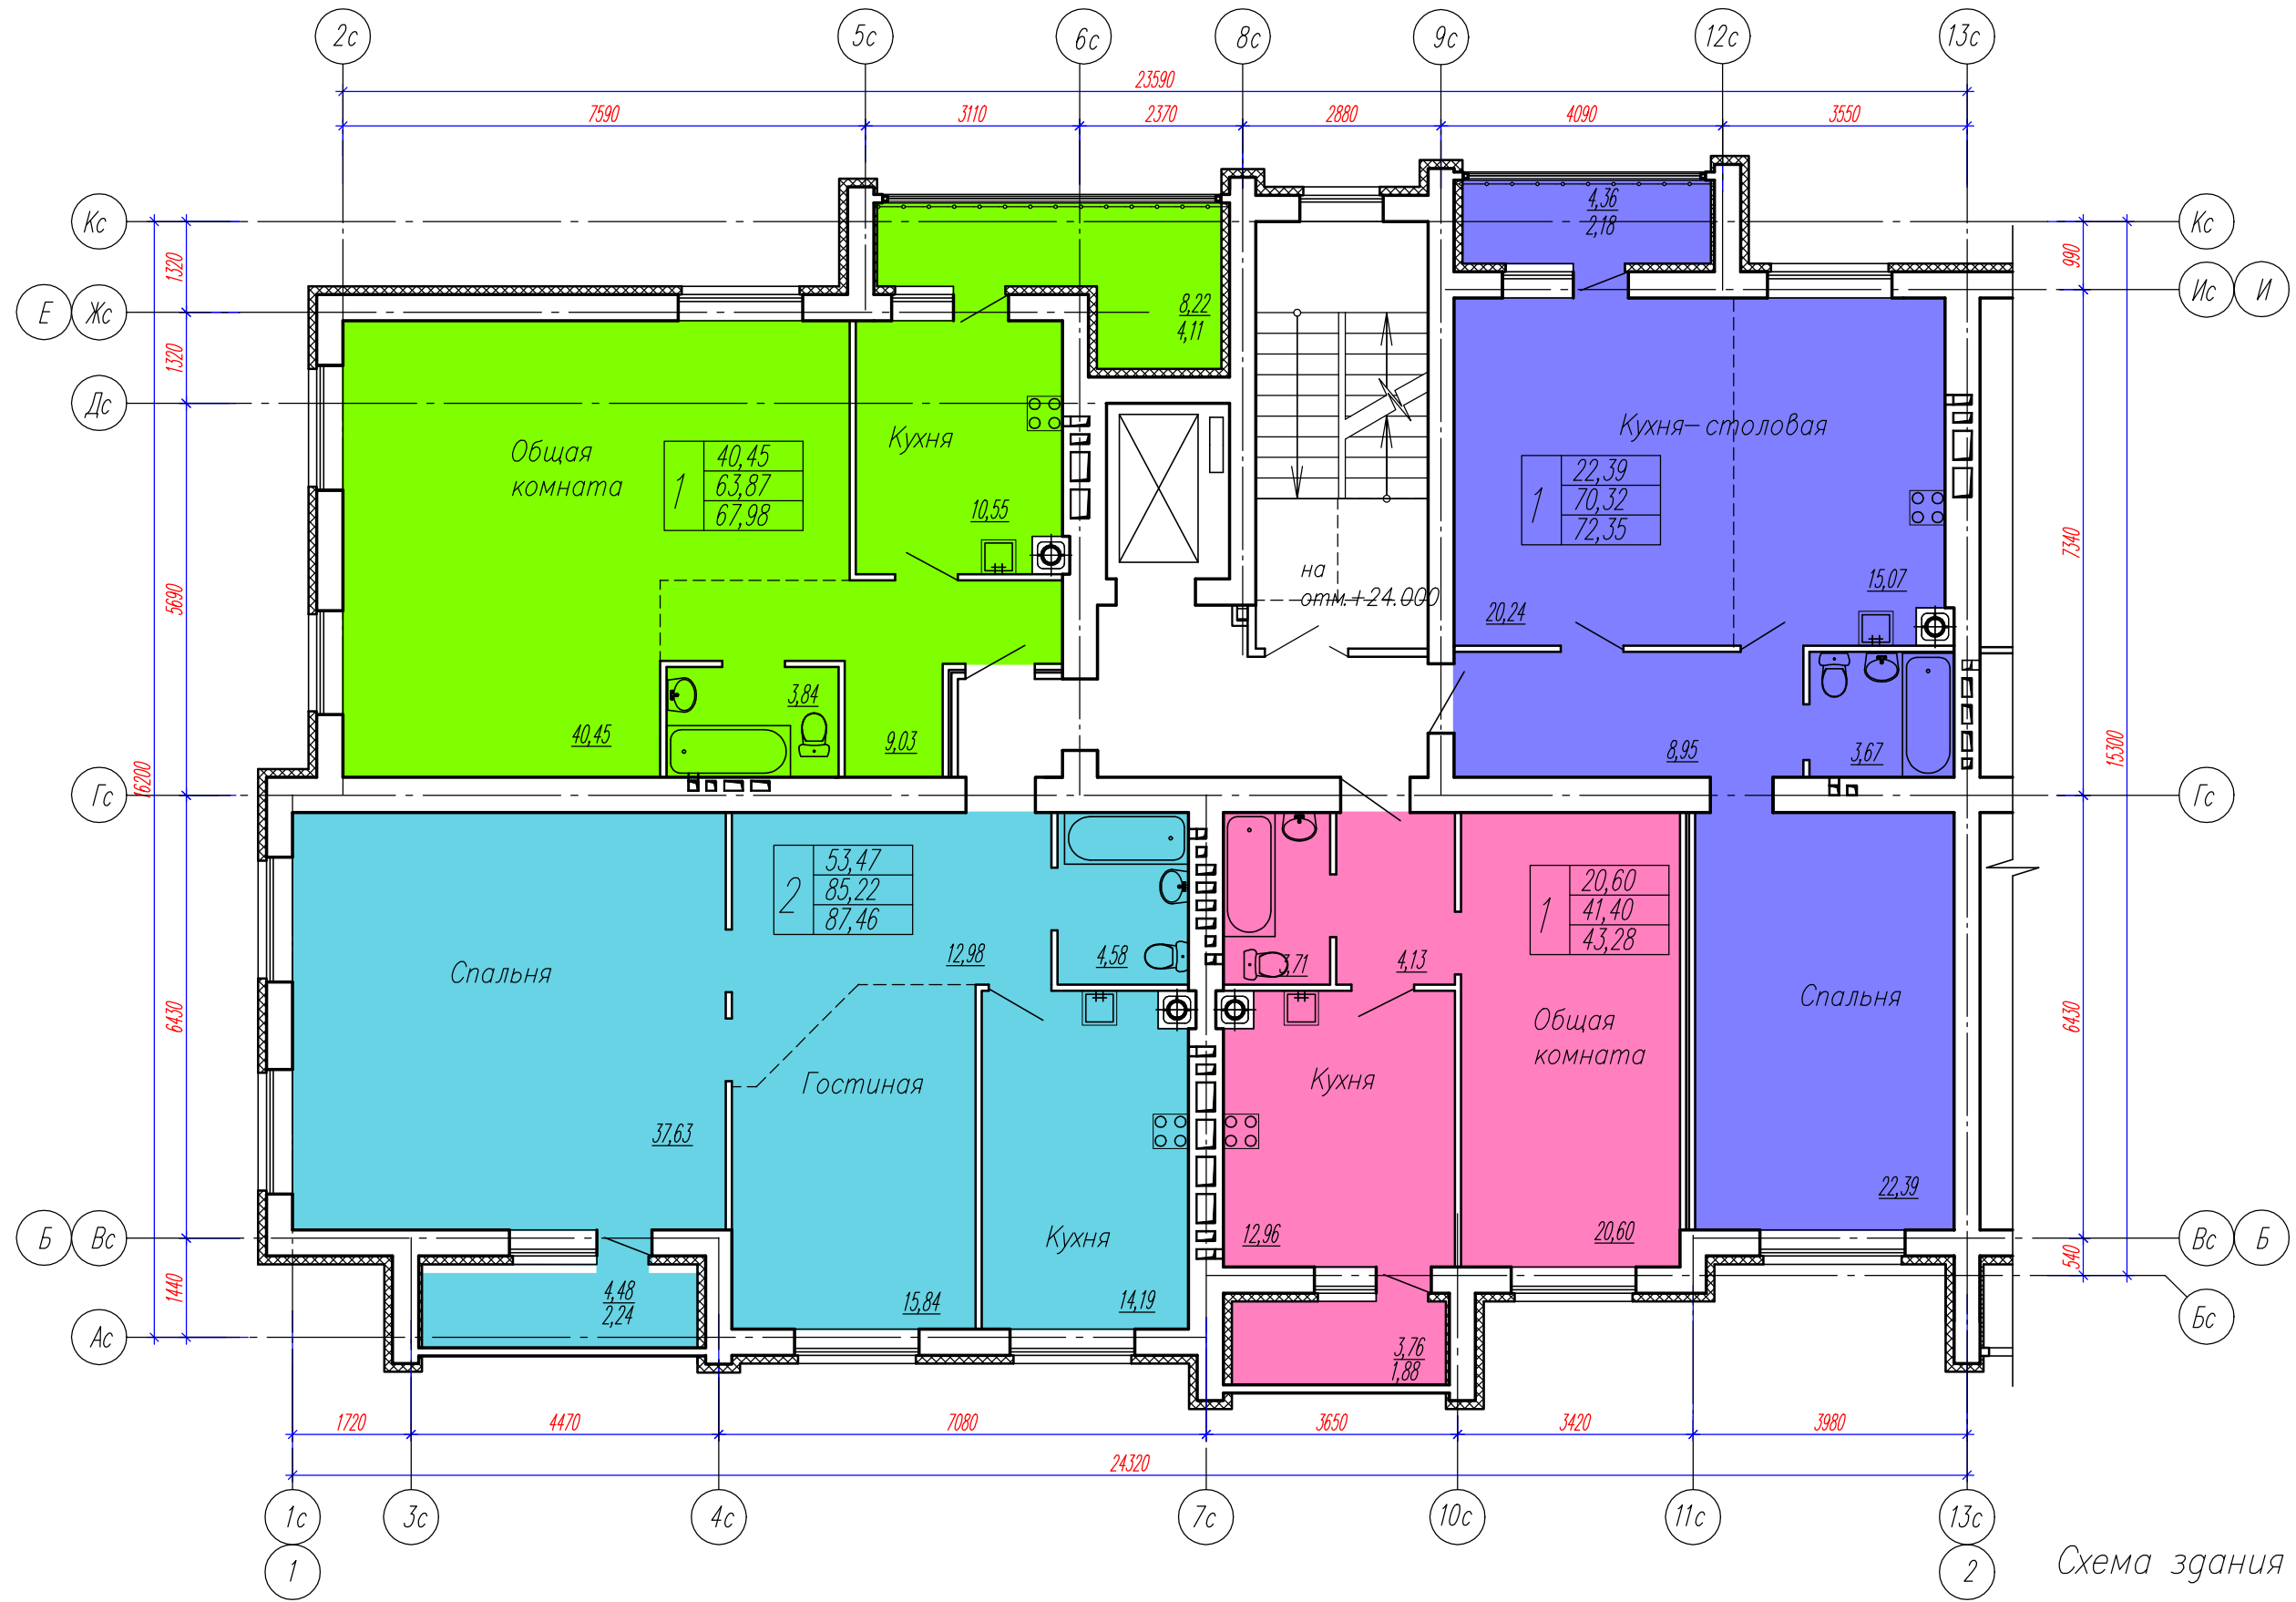 2с 5с 6с 8с 9с 12с 13с
23590
7590 3110 2370 2880 4090 3550
Кс Кс
Е Жс Ис И
Дс
Гс Гс
Б Вс Вс Б
Ас Бс
1320
1320
5690
16200
6430
1440
990
7340
15300
6430
540
4,36
2,18
8,22
4,11
Общая
комната
1
40,45
63,87
67,98
Кухня
10,55
3,84
40,45
9,03
на
отм.+24.000
Кухня-столовая
1
22,39
70,32
72,35
15,07
20,24
8,95
3,67
2
53,47
85,22
87,46
Спальня
12,98
4,58
Гостиная
37,63
Кухня
15,84
14,19
4,48
2,24
3,71
4,13
1
20,60
41,40
43,28
Общая
комната
Кухня
12,96
20,60
3,76
1,88
Спальня
22,39
1720 4470 7080 3650 3420 3980
24320
1с 3с 4с 7с 10с 11с 13с
1 2
Схема здания